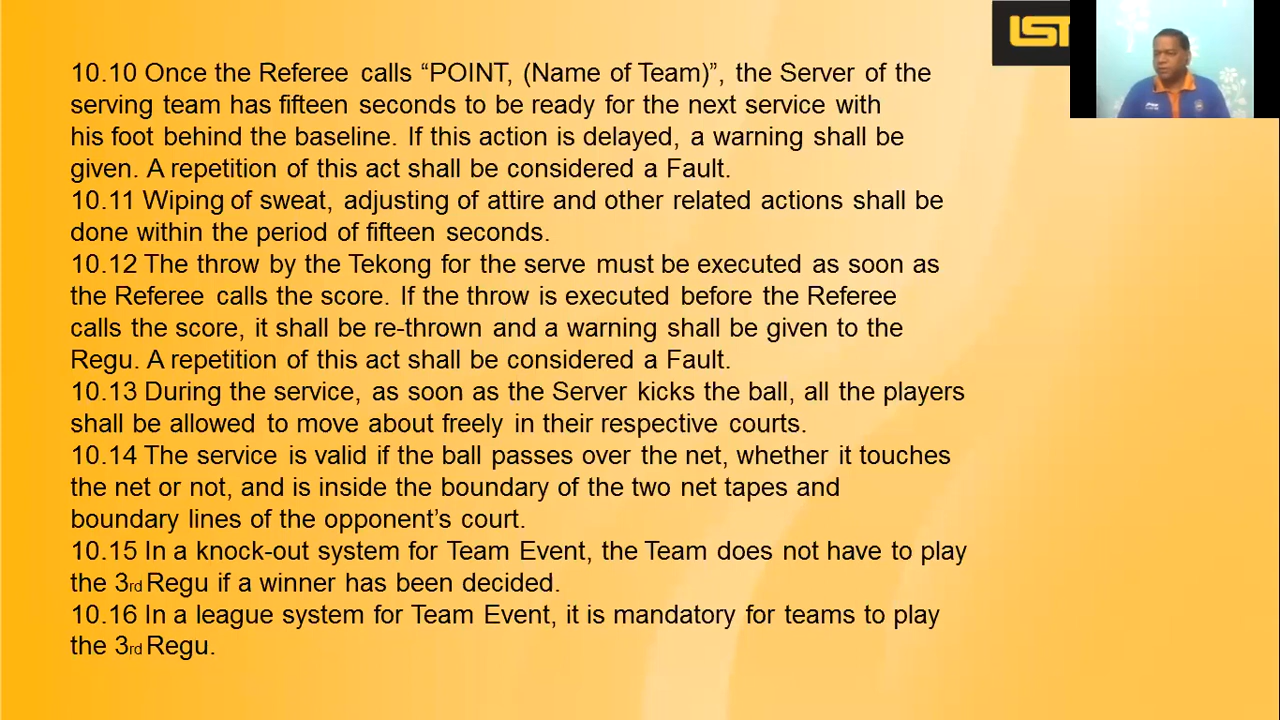 10.10 Once the Referee calls “POINT, (Name of Team)”, the Server of the
serving team has fifteen seconds to be ready for the next service with
his foot behind the baseline. If this action is delayed, a warning shall be
given. A repetition of this act shall be considered a Fault.
10.11 Wiping of sweat, adjusting of attire and other related actions shall be
done within the period of fifteen seconds.
10.12 The throw by the Tekong for the serve must be executed as soon as
the Referee calls the score. If the throw is executed before the Referee
calls the score, it shall be re-thrown and a warning shall be given to the
Regu. A repetition of this act shall be considered a Fault.
10.13 During the service, as soon as the Server kicks the ball, all the players
shall be allowed to move about freely in their respective courts.
10.14 The service is valid if the ball passes over the net, whether it touches
the net or not, and is inside the boundary of the two net tapes and
boundary lines of the opponent’s court.
10.15 In a knock-out system for Team Event, the Team does not have to play
the 3rd Regu if a winner has been decided.
10.16 In a league system for Team Event, it is mandatory for teams to play
the 3rd Regu.